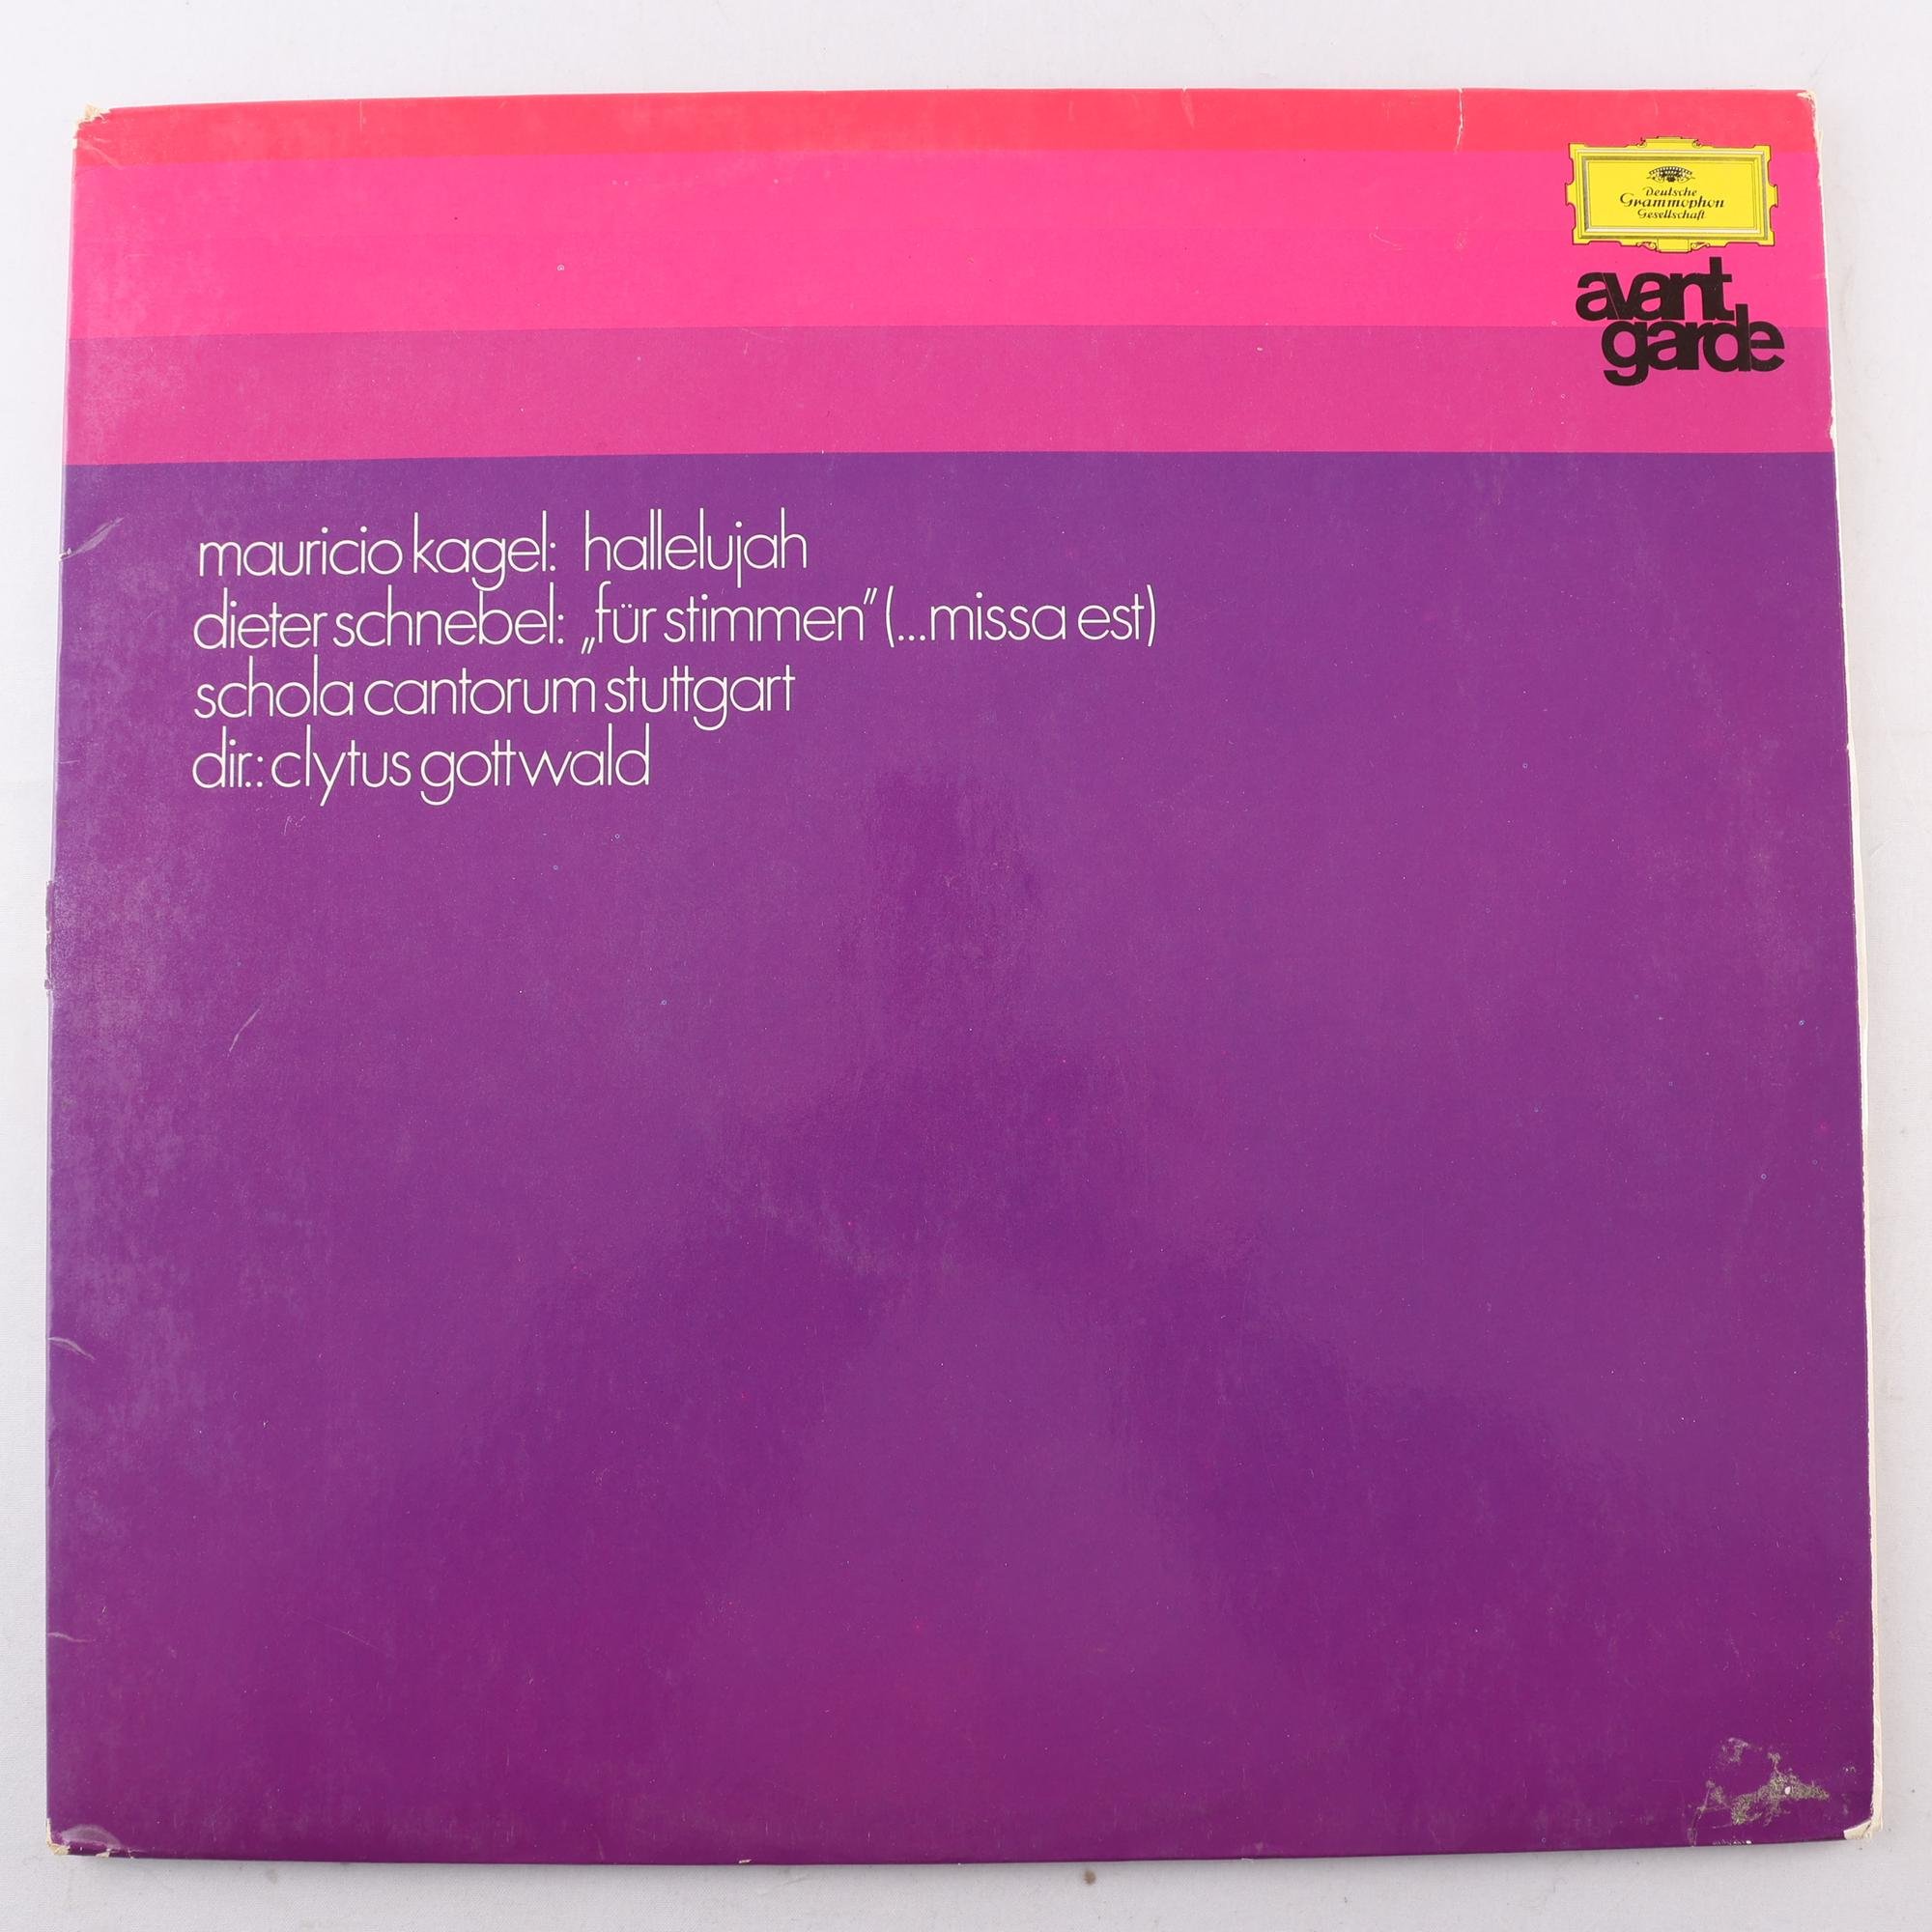 Deutsche
Grammophon
Gesellschaft
avant
garde
mauricio kagel: hallelujah
dieter schnebel: „für stimmen” (...missa est)
schola cantorum stuttgart
dir.: clytus gottwald